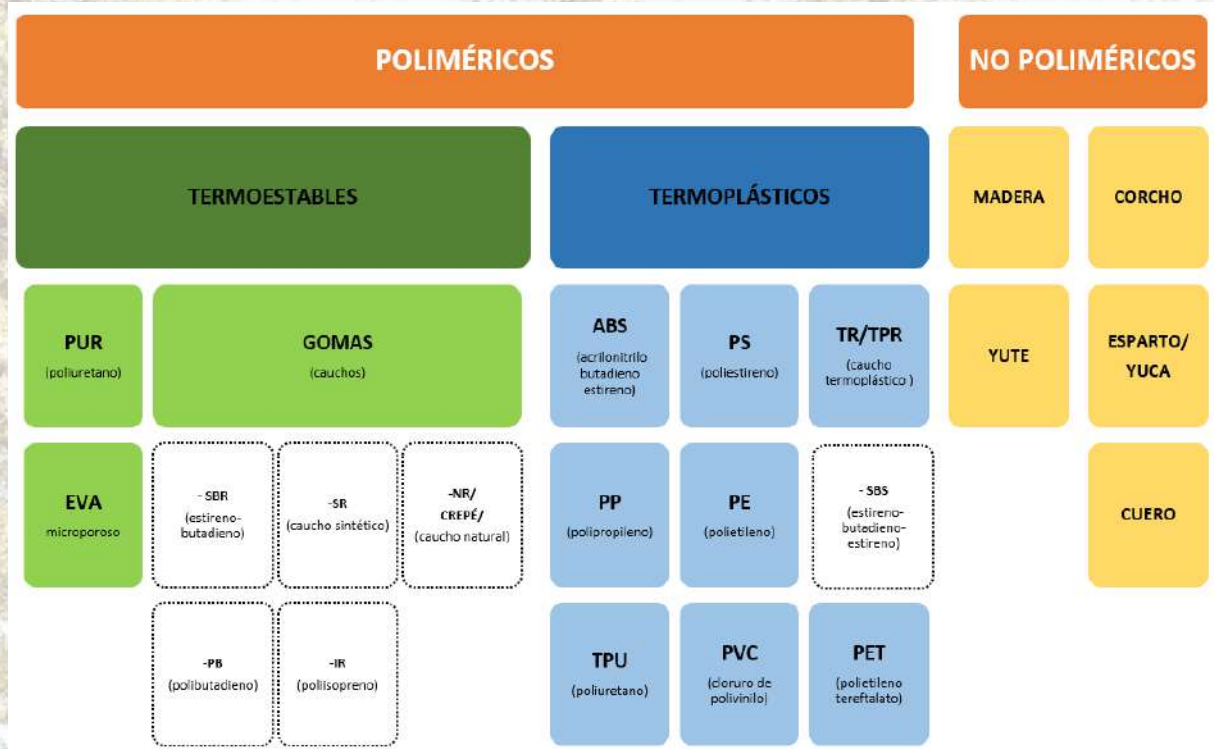 POLIMÉRICOS
NO POLIMÉRICOS
TERMOESTABLES
TERMOPLÁSTICOS
MADERA
CORCHO
PUR
(poliuretano)
GOMAS
(cauchos)
ABS
(acrilonitrilo
butadieno
estireno)
PS
(poliestireno)
TR/TPR
(caucho
termoplástico )
YUTE
ESPARTO/
YUCA
EVA
microporoso
- SBR
(estireno-
butadieno)
-SR
(caucho sintético)
-NR/
CREPÉ/
(caucho natural)
PP
(polipropileno)
PE
(polietileno)
- SBS
(estireno-
butadieno-
estireno)
CUERO
-PB
(polibutadieno)
-IR
(poliisopreno)
TPU
(poliuretano)
PVC
(cloruro de
polivinilo)
PET
(polietileno
tereftalato)